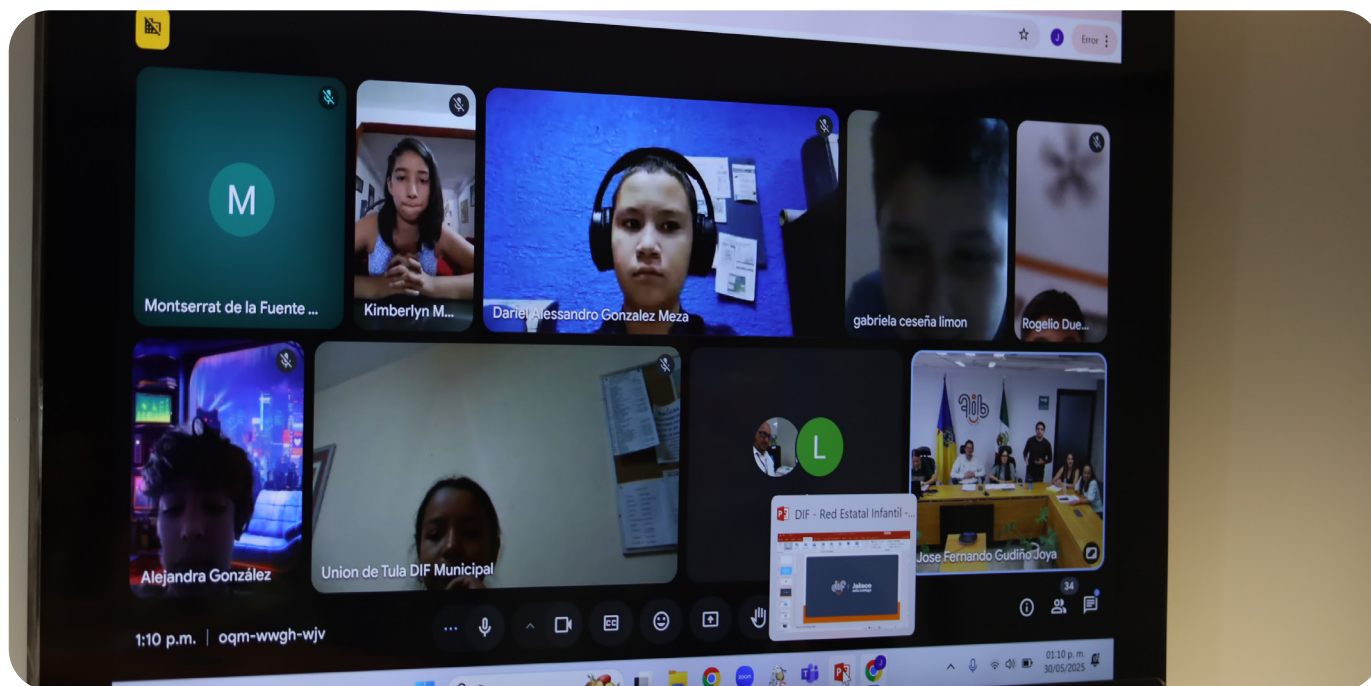 Error
M
Montserrat de la Fuente ...
Kimberlyn M...
Dariel Alessandro Gonzalez Meza
gabriela ceseña limon
Rogelio Due...
Alejandra González
Union de Tula DIF Municipal
L
DIF - Red Estatal Infantil -...
Jalisco
Jose Fernando Gudiño Joya
34
CC
1:10 p.m. | oqm-wwgh-wjv
zoom
01:10 p. m.
30/05/2025